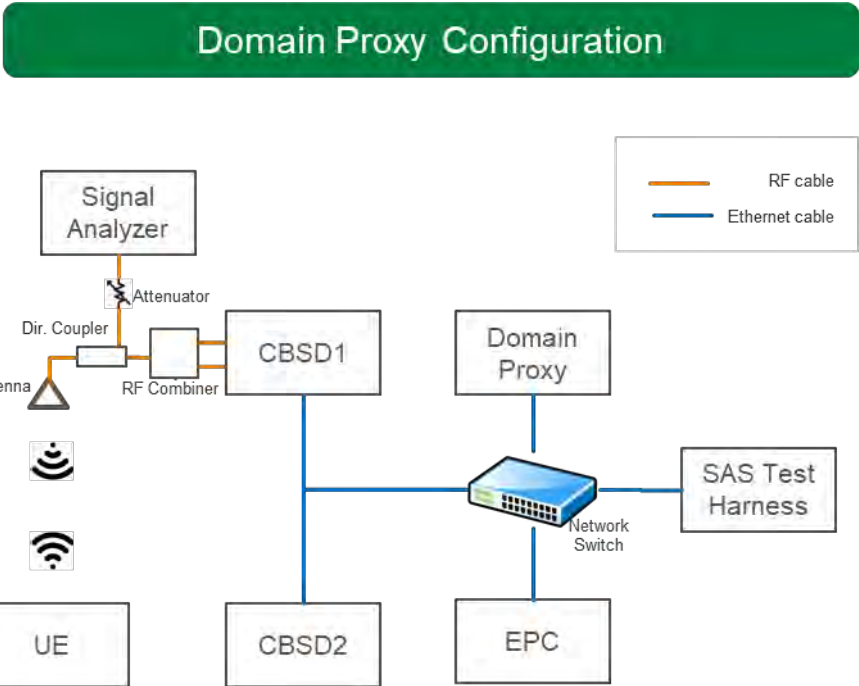 Domain Proxy Configuration
RF cable
Ethernet cable
Signal
Analyzer
Attenuator
Dir. Coupler
CBSD1
Domain
Proxy
enna
RF Combiner
SAS Test
Harness
Network
Switch
UE
CBSD2
EPC